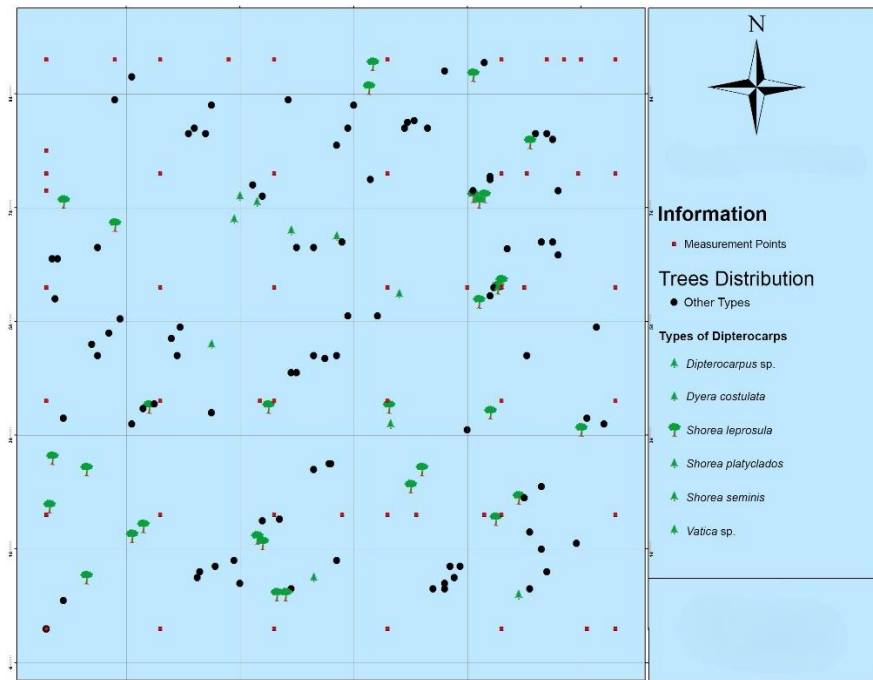 N
Information
Measurement Points
Trees Distribution
Other Types
Types of Dipterocarps
Dipterocarpus sp.
Dyera costulata
Shorea leprosula
Shorea platyclados
Shorea seminis
Vatica sp.